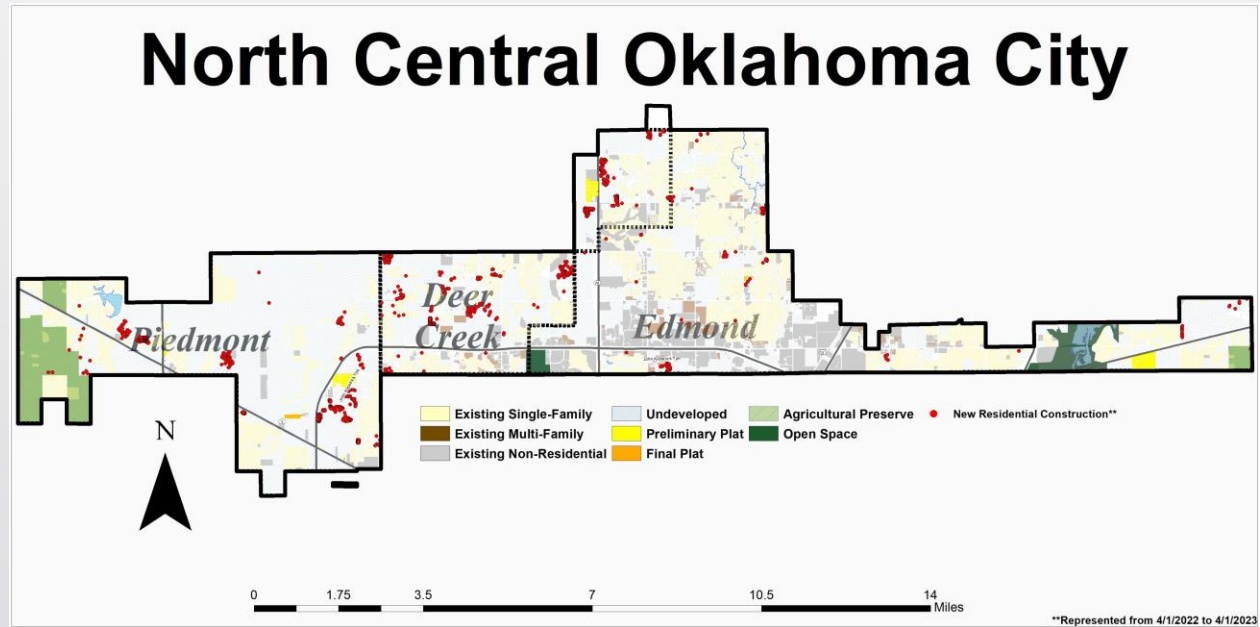 North Central Oklahoma City
Piedmont
Deer
Creek
Edmond
N
Existing Single-Family
Existing Multi-Family
Existing Non-Residential
Undeveloped
Preliminary Plat
Final Plat
Agricultural Preserve
Open Space
New Residential Construction**
0 1.75 3.5 7 10.5 14
Miles
**Represented from 4/1/2022 to 4/1/2023